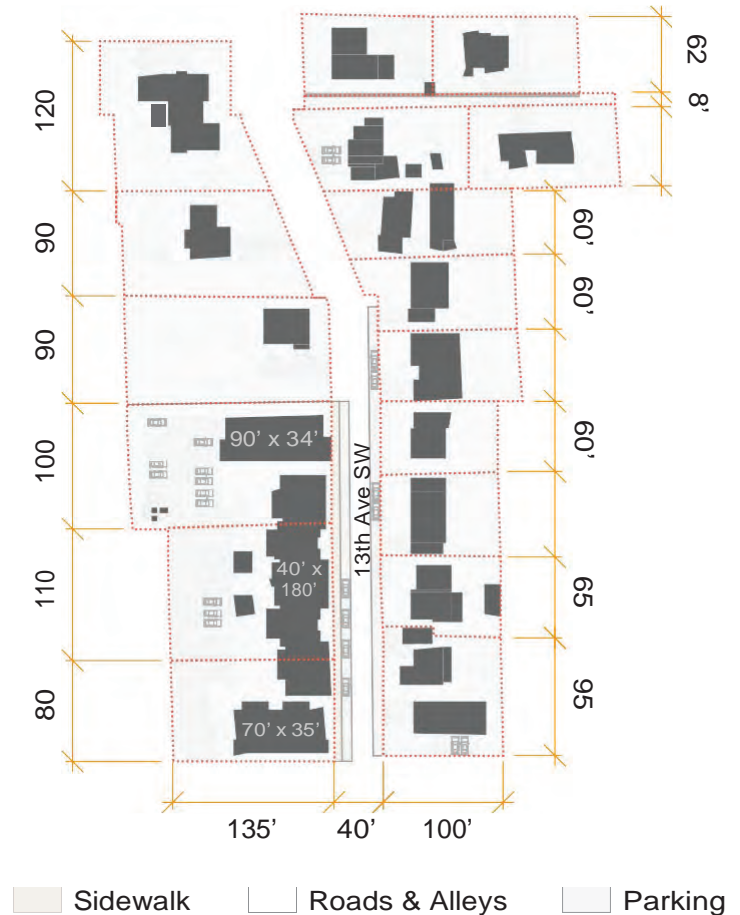 62
8'
120
90
60'
60'
90
60'
100
90' x 34'
13th Ave SW
40' x
180'
110
65
95
80
70' x 35'
135'
40'
100'
Sidewalk
Roads & Alleys
Parking